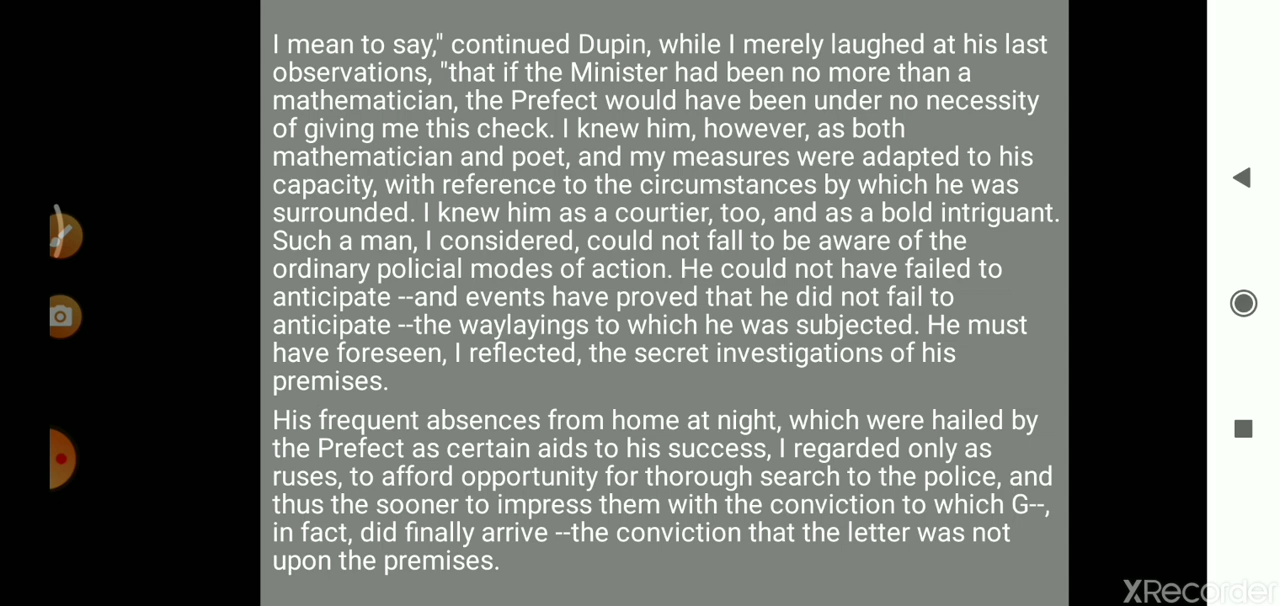 I mean to say," continued Dupin, while I merely laughed at his last
observations, "that if the Minister had been no more than a
mathematician, the Prefect would have been under no necessity
of giving me this check. I knew him, however, as both
mathematician and poet, and my measures were adapted to his
capacity, with reference to the circumstances by which he was
surrounded. I knew him as a courtier, too, and as a bold intriguant.
Such a man, I considered, could not fall to be aware of the
ordinary policial modes of action. He could not have failed to
anticipate --and events have proved that he did not fail to
anticipate --the waylayings to which he was subjected. He must
have foreseen, I reflected, the secret investigations of his
premises.
His frequent absences from home at night, which were hailed by
the Prefect as certain aids to his success, I regarded only as
ruses, to afford opportunity for thorough search to the police, and
thus the sooner to impress them with the conviction to which G--,
in fact, did finally arrive --the conviction that the letter was not
upon the premises.
XRecorder